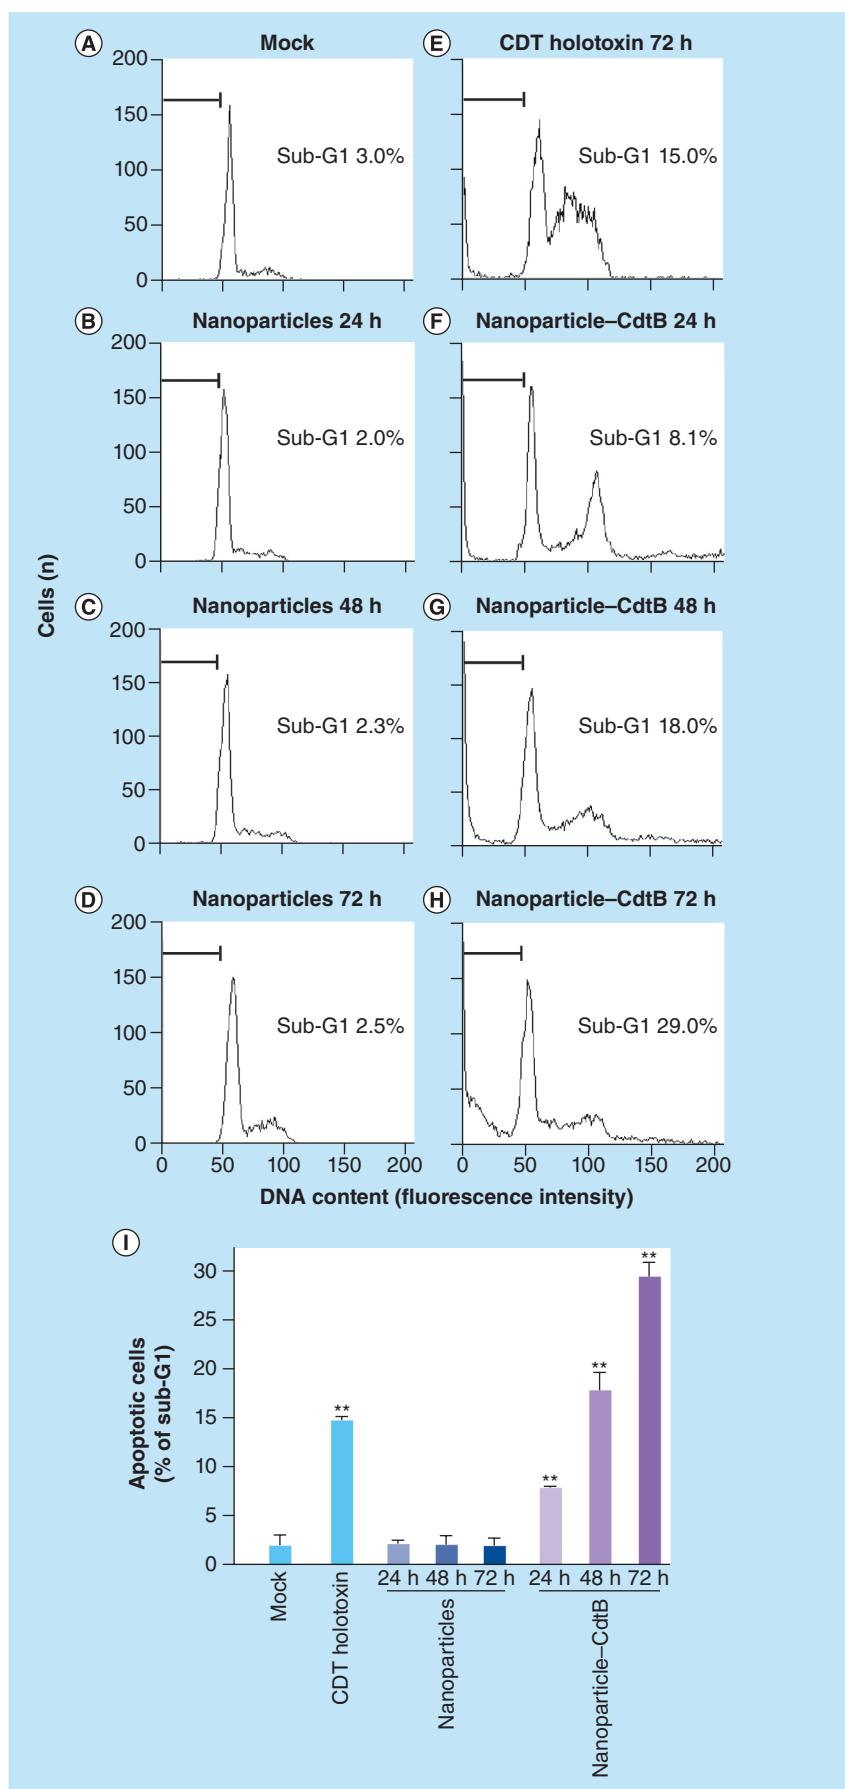 A Mock
200
150
100
50
0
Sub-G1 3.0%
E CDT holotoxin 72 h
Sub-G1 15.0%
B Nanoparticles 24 h
200
150
100
50
0
Sub-G1 2.0%
F Nanoparticle–CdtB 24 h
Sub-G1 8.1%
Cells (n)
C Nanoparticles 48 h
200
150
100
50
0
Sub-G1 2.3%
G Nanoparticle–CdtB 48 h
Sub-G1 18.0%
D Nanoparticles 72 h
200
150
100
50
0
Sub-G1 2.5%
0 50 100 150 200
H Nanoparticle–CdtB 72 h
Sub-G1 29.0%
0 50 100 150 200
DNA content (fluorescence intensity)
I
Apoptotic cells
(% of sub-G1)
30
25
20
15
10
5
0
**
**
**
**
Mock
CDT holotoxin
24 h 48 h 72 h
Nanoparticles
24 h 48 h 72 h
Nanoparticle–CdtB